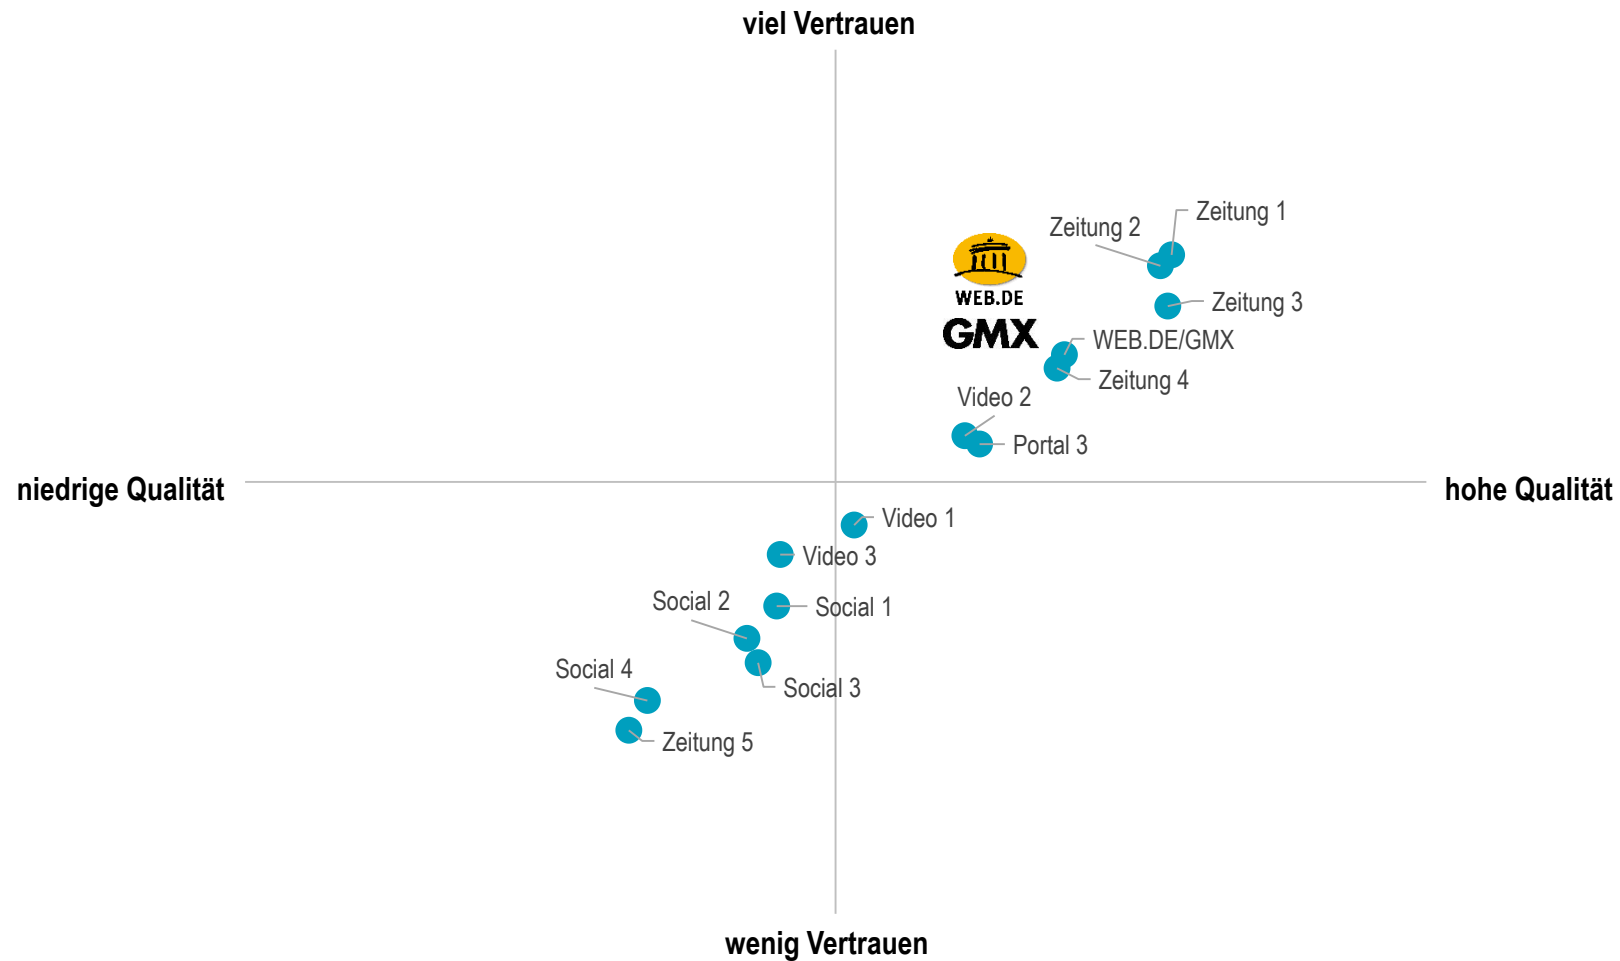 viel Vertrauen
Zeitung 1
Zeitung 2
WEB.DE
Zeitung 3
GMX
WEB.DE/GMX
Zeitung 4
Video 2
Portal 3
niedrige Qualität
hohe Qualität
Video 1
Video 3
Social 2
Social 1
Social 4
Social 3
Zeitung 5
wenig Vertrauen